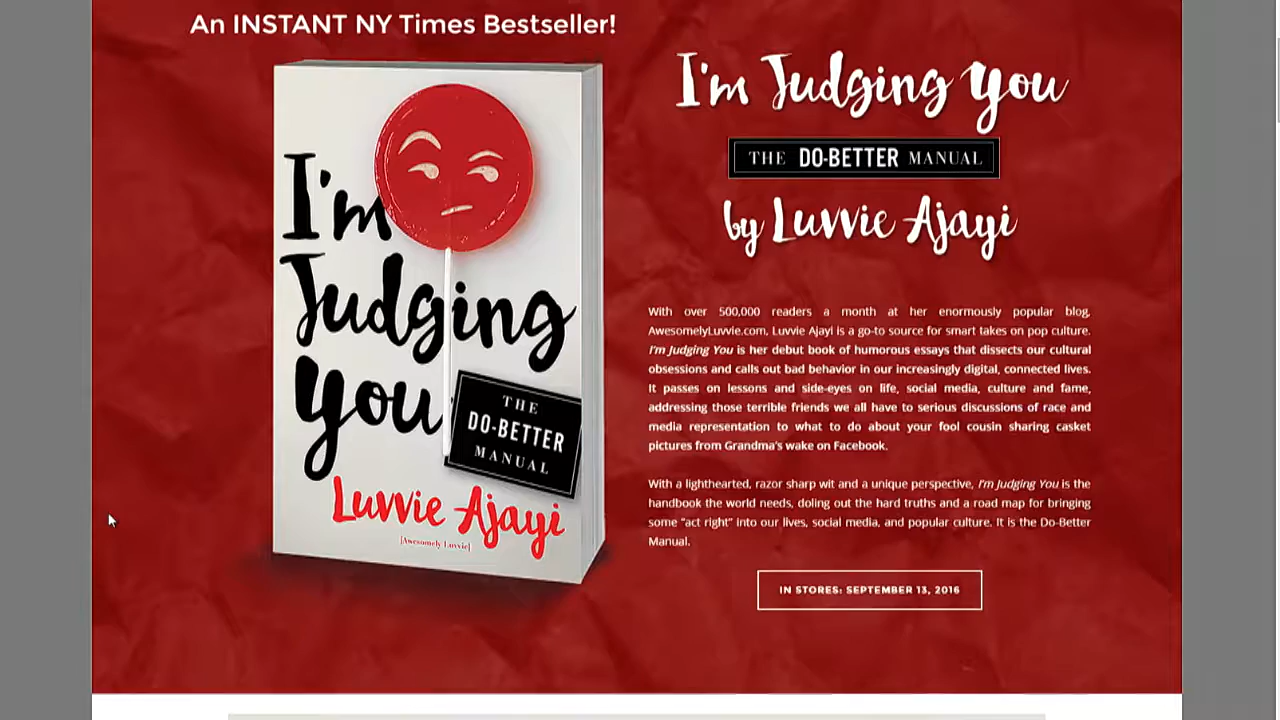 An INSTANT NY Times Bestseller!
I'm
Judging
You
THE
DO-BETTER
MANUAL
Luvvie Ajayi
[Awesomely Luvvie]
I'm Judging You
THE DO-BETTER MANUAL
by Luvvie Ajayi
With over 500,000 readers a month at her enormously popular blog,
AwesomelyLuvvie.com, Luvvie Ajayi is a go-to source for smart takes on pop culture.
I'm Judging You is her debut book of humorous essays that dissects our cultural
obsessions and calls out bad behavior in our increasingly digital, connected lives.
It passes on lessons and side-eyes on life, social media, culture and fame,
addressing those terrible friends we all have to serious discussions of race and
media representation to what to do about your fool cousin sharing casket
pictures from Grandma's wake on Facebook.
With a lighthearted, razor sharp wit and a unique perspective, I'm Judging You is the
handbook the world needs, doling out the hard truths and a road map for bringing
some "act right" into our lives, social media, and popular culture. It is the Do-Better
Manual.
IN STORES: SEPTEMBER 13, 2016